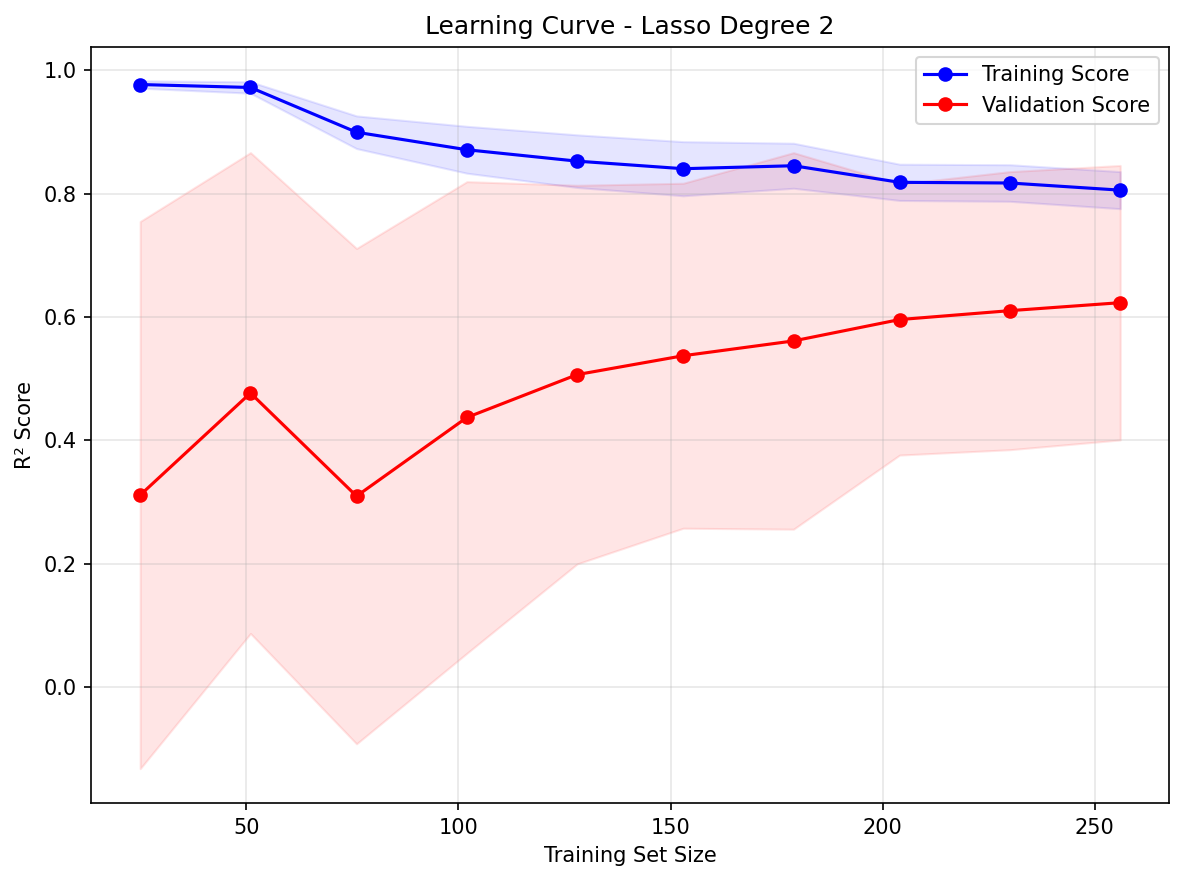 Learning Curve - Lasso Degree 2
Training Score
Validation Score
R² Score
1.0
0.8
0.6
0.4
0.2
0.0
50
100
150
200
250
Training Set Size